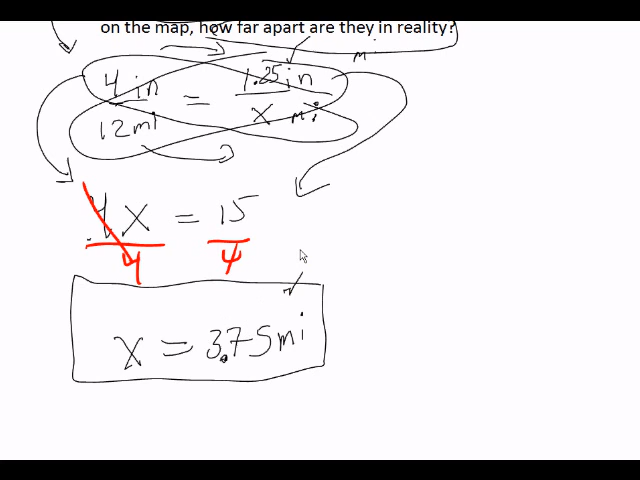 on the map, how far apart are they in reality?
mi
4 in = 1.25 in
12 mi x mi
4x = 15
4 4
x = 3.75 mi